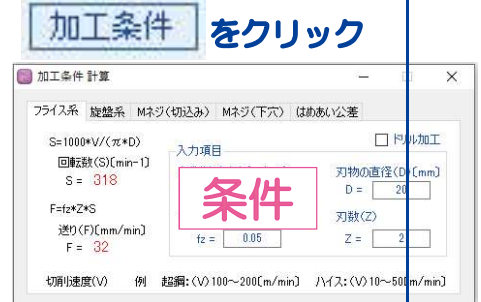 加工条件 をクリック
加工条件 計算
フライス系 旋盤系 Mネジ(切込み) Mネジ(下穴) はめあい公差
S=1000*V/(π*D)
回転数(S)[min-1]
S = 318
F=fz*Z*S
送り(F)[mm/min]
F = 32
入力項目
ドリル加工
条件
刃物の直径(D)[mm]
D = 20
刃数(Z)
fz = 0.05
Z = 2
切削速度(V) 例 超鋼:(V)100~200[m/min] ハイス:(V)10~50[m/min]